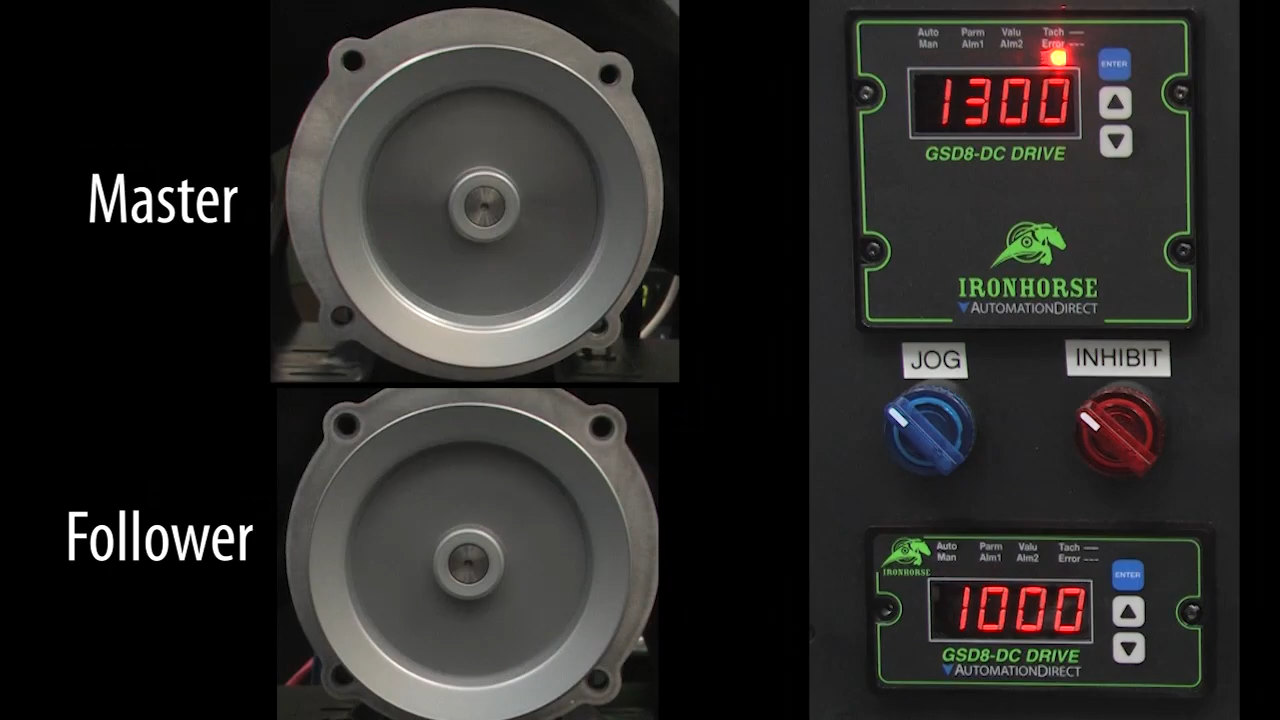 Master
Follower
Auto Parm Valu Tach
Man Alm1 Alm2 Error
ENTER
1300
GSD8-DC DRIVE
IRONHORSE
AUTOMATIONDIRECT
JOG
INHIBIT
Auto Parm Valu Tach
Man Alm1 Alm2 Error
IRONHORSE
ENTER
1000
GSD8-DC DRIVE
AUTOMATIONDIRECT